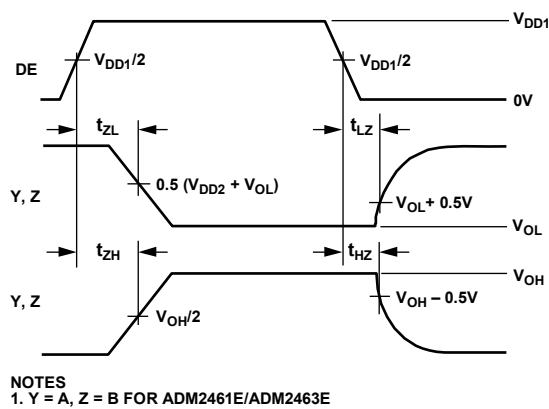 V_DD1
DE
V_DD1/2
V_DD1/2
0V
t_ZL
t_LZ
Y, Z
0.5 (V_DD2 + V_OL)
V_OL + 0.5V
V_OL
t_ZH
t_HZ
V_OH
Y, Z
V_OH/2
V_OH – 0.5V
NOTES
1. Y = A, Z = B FOR ADM2461E/ADM2463E